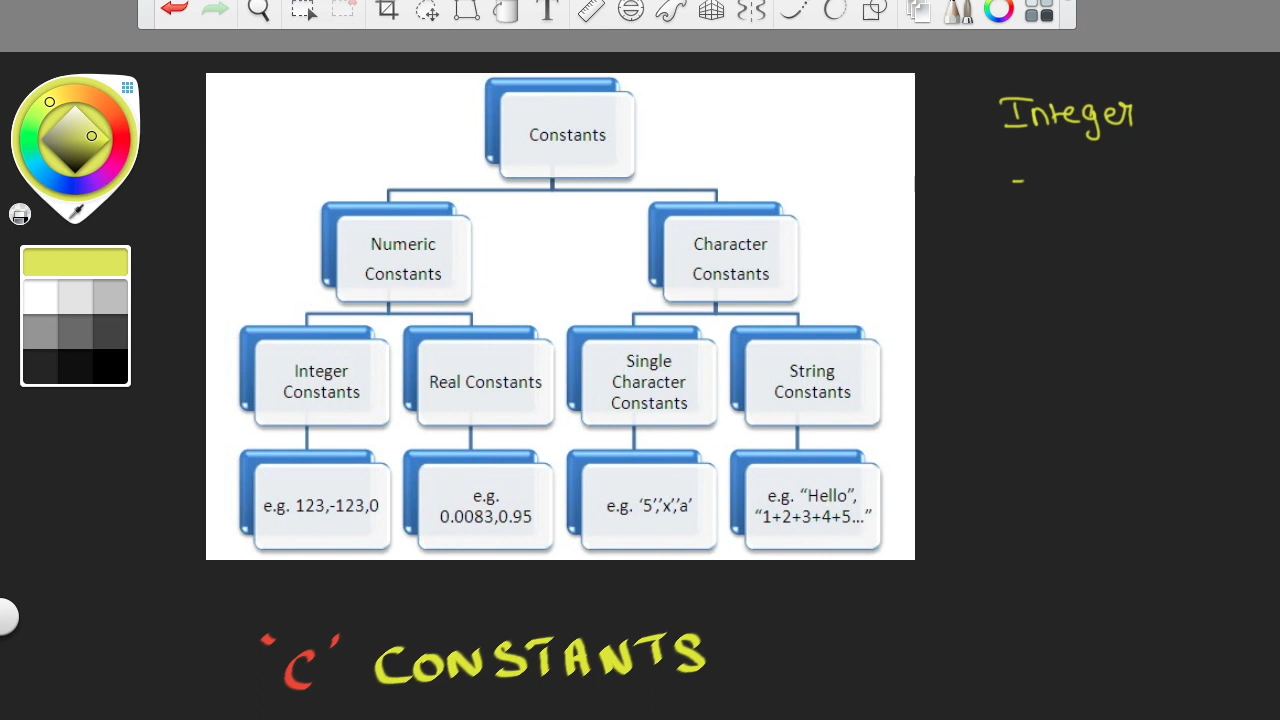 Constants
Numeric
Constants
Character
Constants
Integer
Constants
Real Constants
Single
Character
Constants
String
Constants
e.g. 123,-123,0
e.g.
0.0083,0.95
e.g. ‘5’,’x’,’a’
e.g. “Hello”,
“1+2+3+4+5…”
Integer
-
'C' CONSTANTS